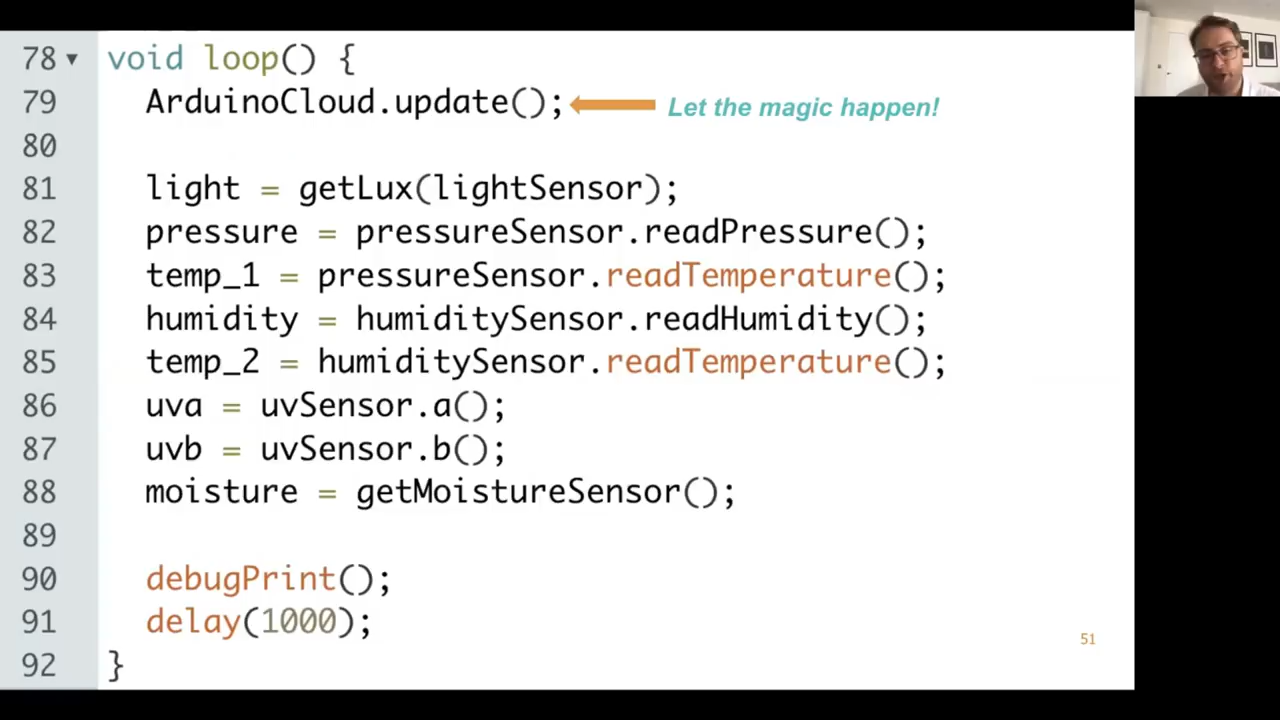 78 void loop() {
79 ArduinoCloud.update(); Let the magic happen!
80
81 light = getLux(lightSensor);
82 pressure = pressureSensor.readPressure();
83 temp_1 = pressureSensor.readTemperature();
84 humidity = humiditySensor.readHumidity();
85 temp_2 = humiditySensor.readTemperature();
86 uva = uvSensor.a();
87 uvb = uvSensor.b();
88 moisture = getMoistureSensor();
89
90 debugPrint();
91 delay(1000);
92 }
51